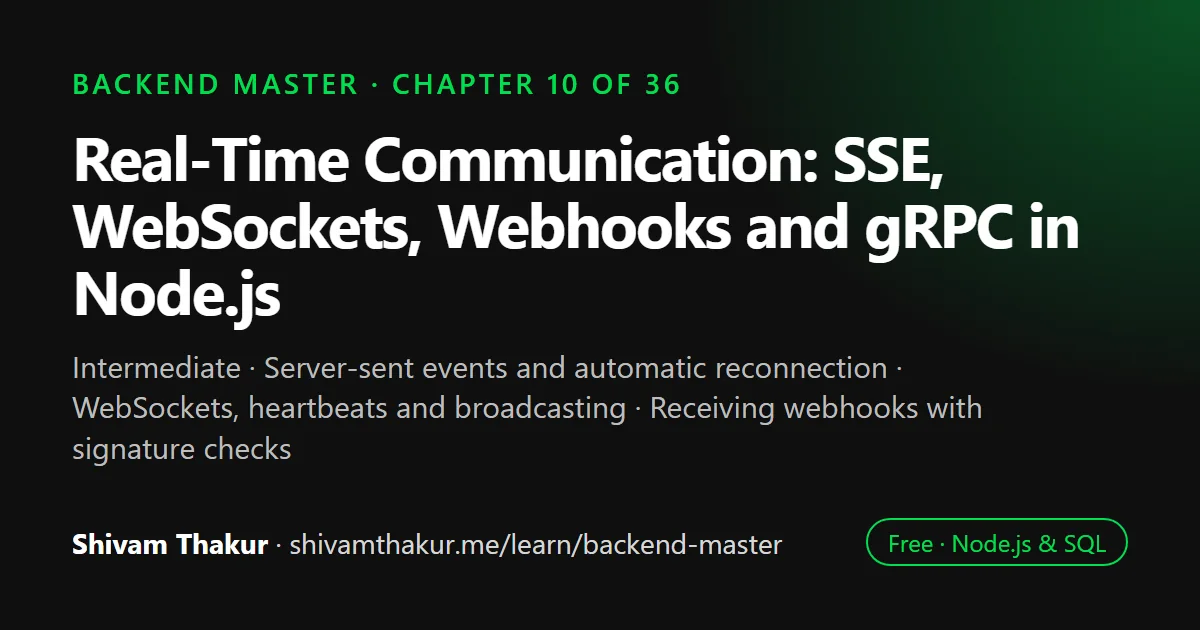 BACKEND MASTER · CHAPTER 10 OF 36
Real-Time Communication: SSE,
WebSockets, Webhooks and gRPC in
Node.js
Intermediate · Server-sent events and automatic reconnection ·
WebSockets, heartbeats and broadcasting · Receiving webhooks with
signature checks
Shivam Thakur · shivamthakur.me/learn/backend-master
Free · Node.js & SQL